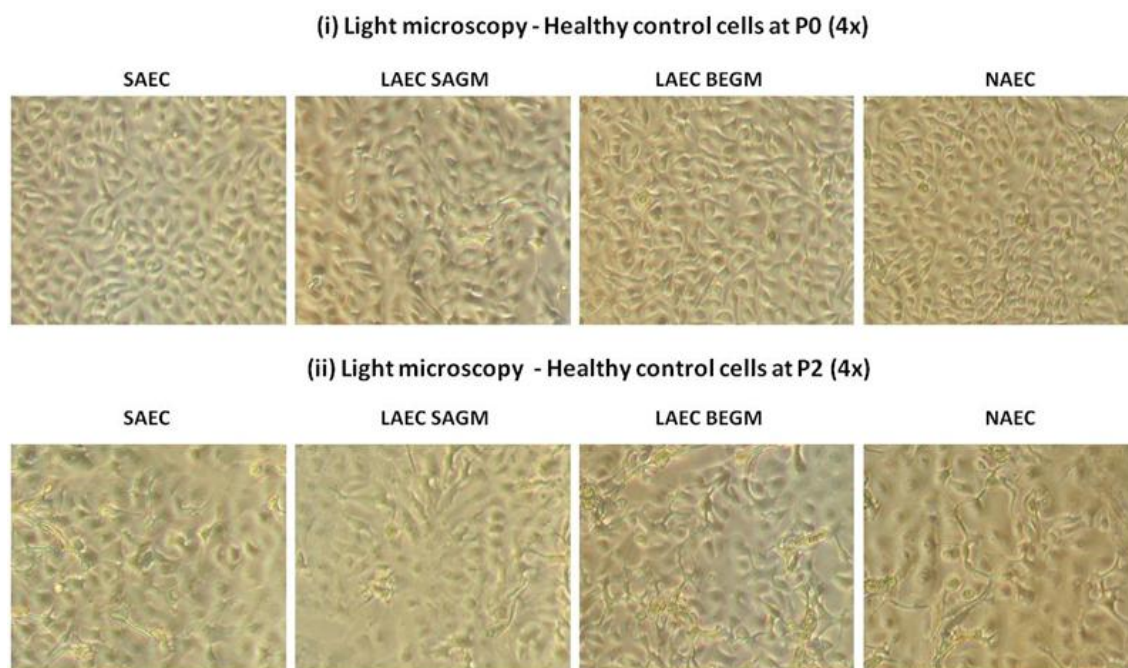 (i) Light microscopy - Healthy control cells at P0 (4x)
SAEC LAEC SAGM LAEC BEGM NAEC
(ii) Light microscopy - Healthy control cells at P2 (4x)
SAEC LAEC SAGM LAEC BEGM NAEC